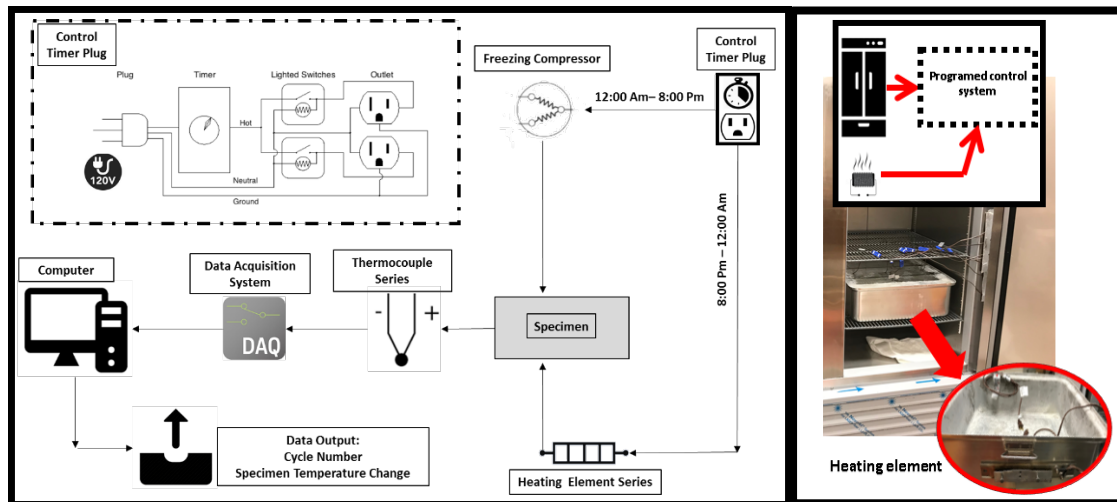 Control
Timer Plug
Plug
Timer
Lighted Switches
Outlet
Hot
Neutral
Ground
120V
Freezing Compressor
12:00 Am– 8:00 Pm
Control
Timer Plug
8:00 Pm – 12:00 Am
Computer
Data Acquisition
System
DAQ
Thermocouple
Series
- +
Specimen
Data Output:
Cycle Number
Specimen Temperature Change
Heating Element Series
Programed control
system
Heating element